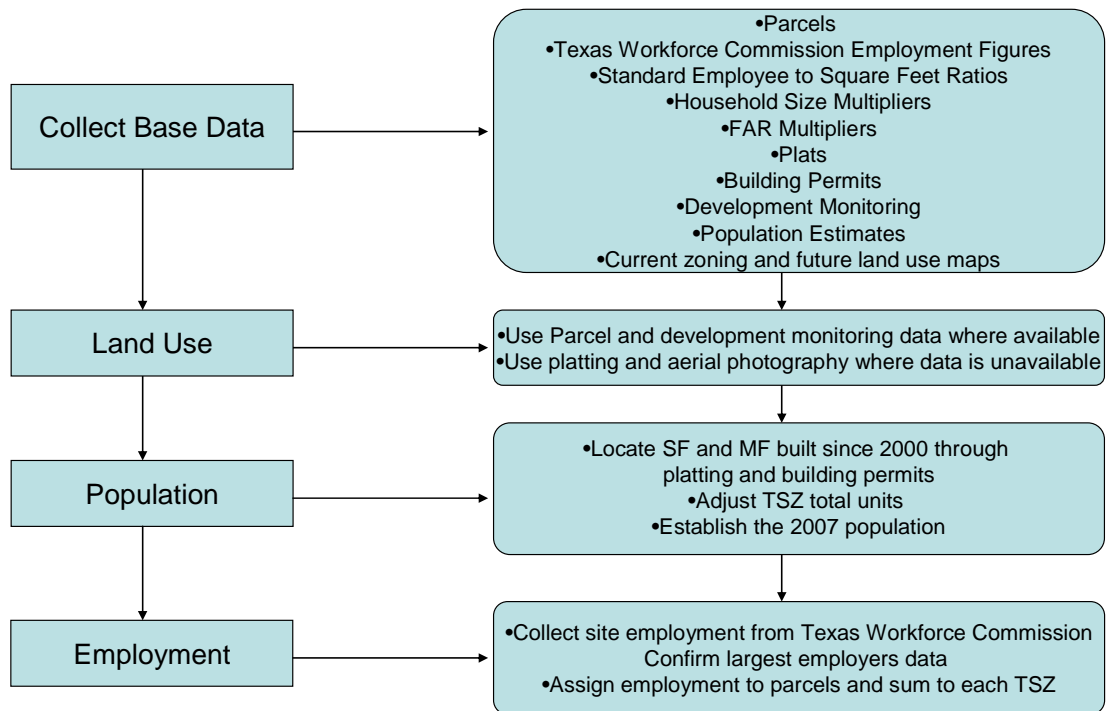 Collect Base Data
•Parcels
•Texas Workforce Commission Employment Figures
•Standard Employee to Square Feet Ratios
•Household Size Multipliers
•FAR Multipliers
•Plats
•Building Permits
•Development Monitoring
•Population Estimates
•Current zoning and future land use maps
Land Use
•Use Parcel and development monitoring data where available
•Use platting and aerial photography where data is unavailable
Population
•Locate SF and MF built since 2000 through
platting and building permits
•Adjust TSZ total units
•Establish the 2007 population
Employment
•Collect site employment from Texas Workforce Commission
Confirm largest employers data
•Assign employment to parcels and sum to each TSZ